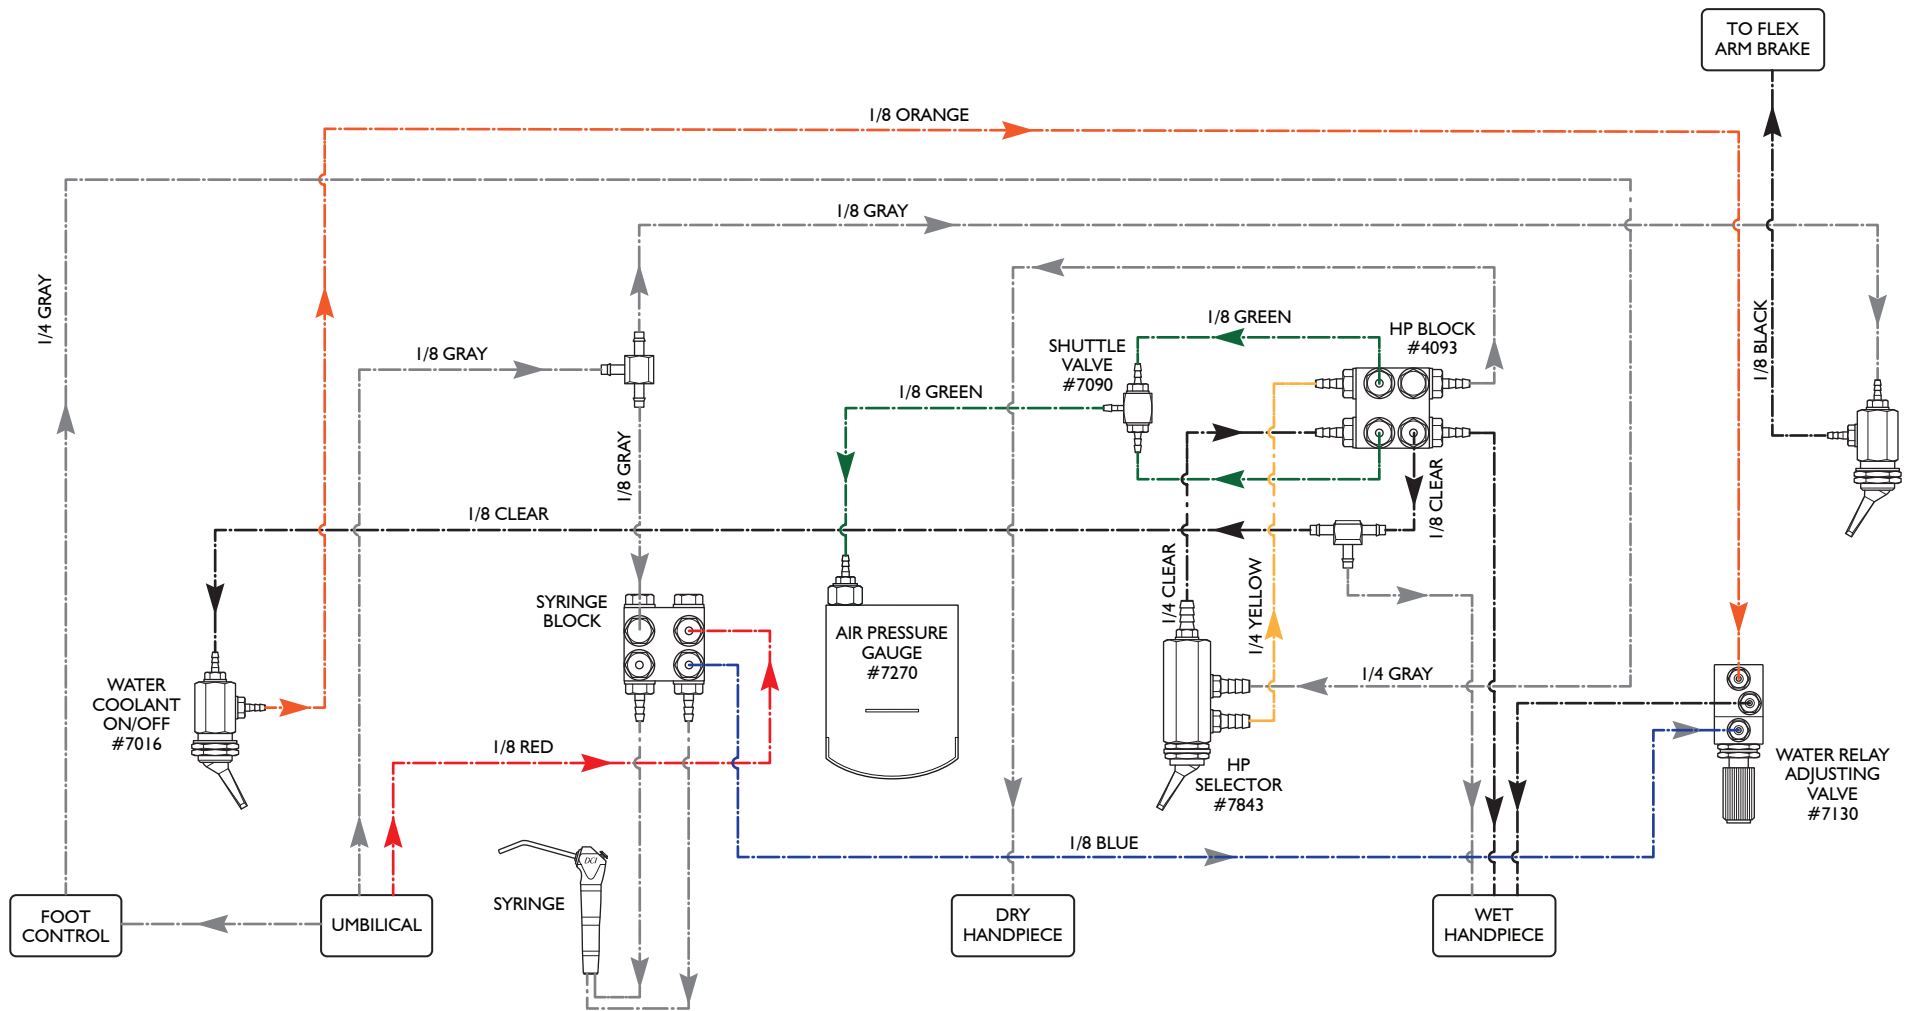 TO FLEX
ARM BRAKE
1/8 ORANGE
1/8 GRAY
1/4 GRAY
1/8 GREEN
HP BLOCK
#4093
1/8 BLACK
SHUTTLE
VALVE
#7090
1/8 GRAY
1/8 GREEN
1/8 GRAY
1/8 CLEAR
1/8 CLEAR
1/4 CLEAR
1/4 YELLOW
SYRINGE
BLOCK
AIR PRESSURE
GAUGE
#7270
1/4 GRAY
WATER
COOLANT
ON/OFF
#7016
1/8 RED
HP
SELECTOR
#7843
WATER RELAY
ADJUSTING
VALVE
#7130
1/8 BLUE
DCI
SYRINGE
FOOT
CONTROL
UMBILICAL
DRY
HANDPIECE
WET
HANDPIECE